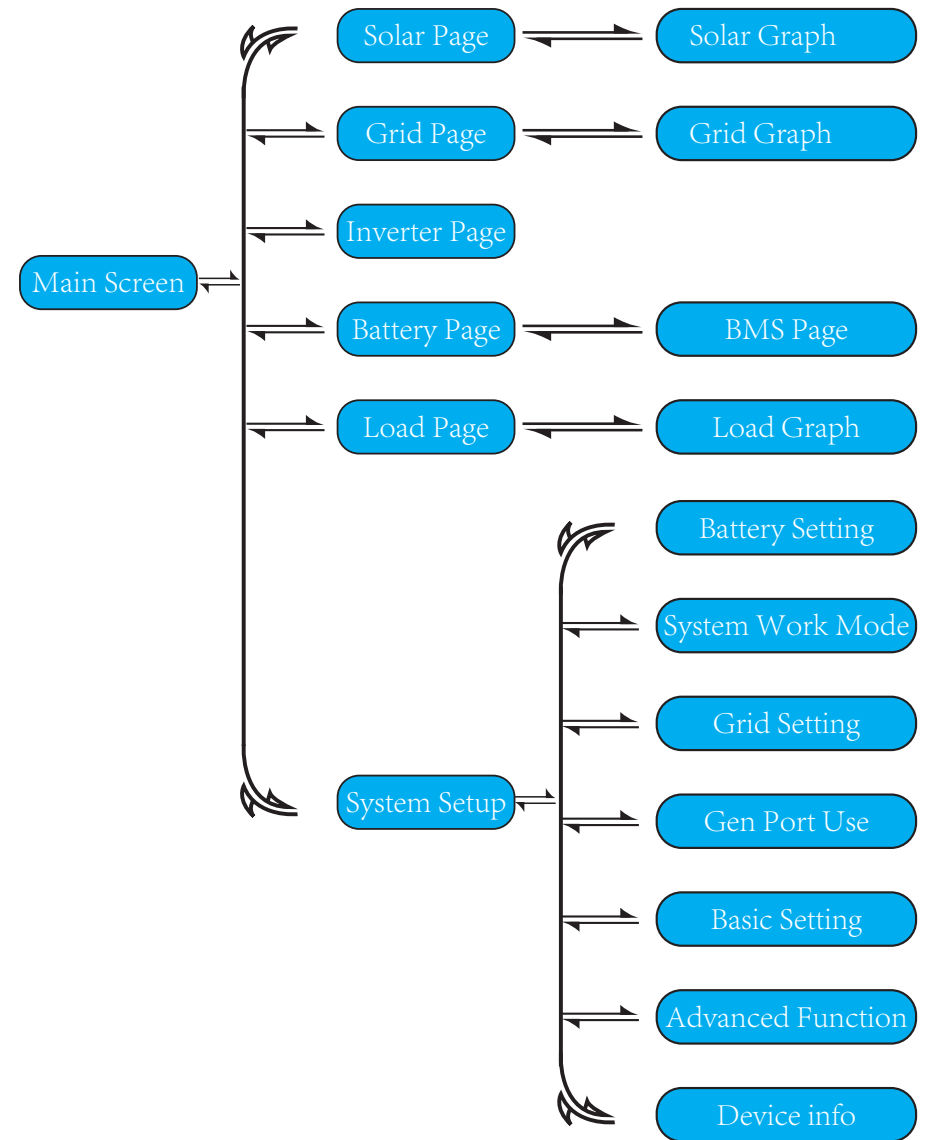 Solar Page
Solar Graph
Grid Page
Grid Graph
Inverter Page
Main Screen
Battery Page
BMS Page
Load Page
Load Graph
Battery Setting
System Work Mode
Grid Setting
System Setup
Gen Port Use
Basic Setting
Advanced Function
Device info